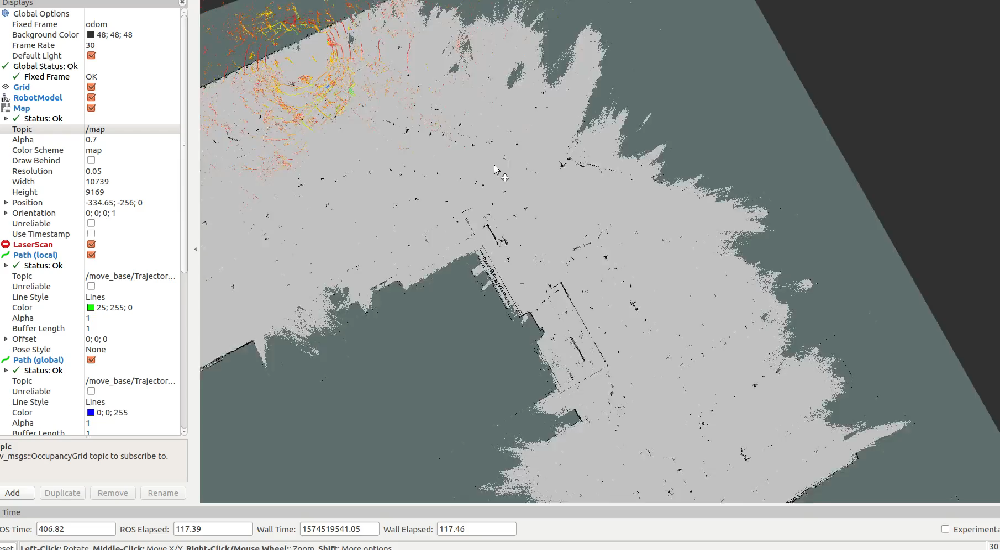 Displays
Global Options
Fixed Frame odom
Background Color 48; 48; 48
Frame Rate 30
Default Light
Global Status: Ok
Fixed Frame OK
Grid
RobotModel
Map
Status: Ok
Topic /map
Alpha 0.7
Color Scheme map
Draw Behind
Resolution 0.05
Width 10739
Height 9169
Position -334.65; -256; 0
Orientation 0; 0; 0; 1
Unreliable
Use Timestamp
LaserScan
Path (local)
Status: Ok
Topic /move_base/Trajector...
Unreliable
Line Style Lines
Color 25; 255; 0
Alpha 1
Buffer Length 1
Offset 0; 0; 0
Pose Style None
Path (global)
Status: Ok
Topic /move_base/Trajector...
Unreliable
Line Style Lines
Color 0; 0; 255
Alpha 1
Buffer Length 1
pic
v_msgs::OccupancyGrid topic to subscribe to.
Add Duplicate Remove Rename
Time
OS Time: 406.82 ROS Elapsed: 117.39 Wall Time: 1574519541.05 Wall Elapsed: 117.46 Experimenta
eset Left-Click: Rotate. Middle-Click: Move X/Y. Right-Click/Mouse Wheel:: Zoom. Shift: More options. 30